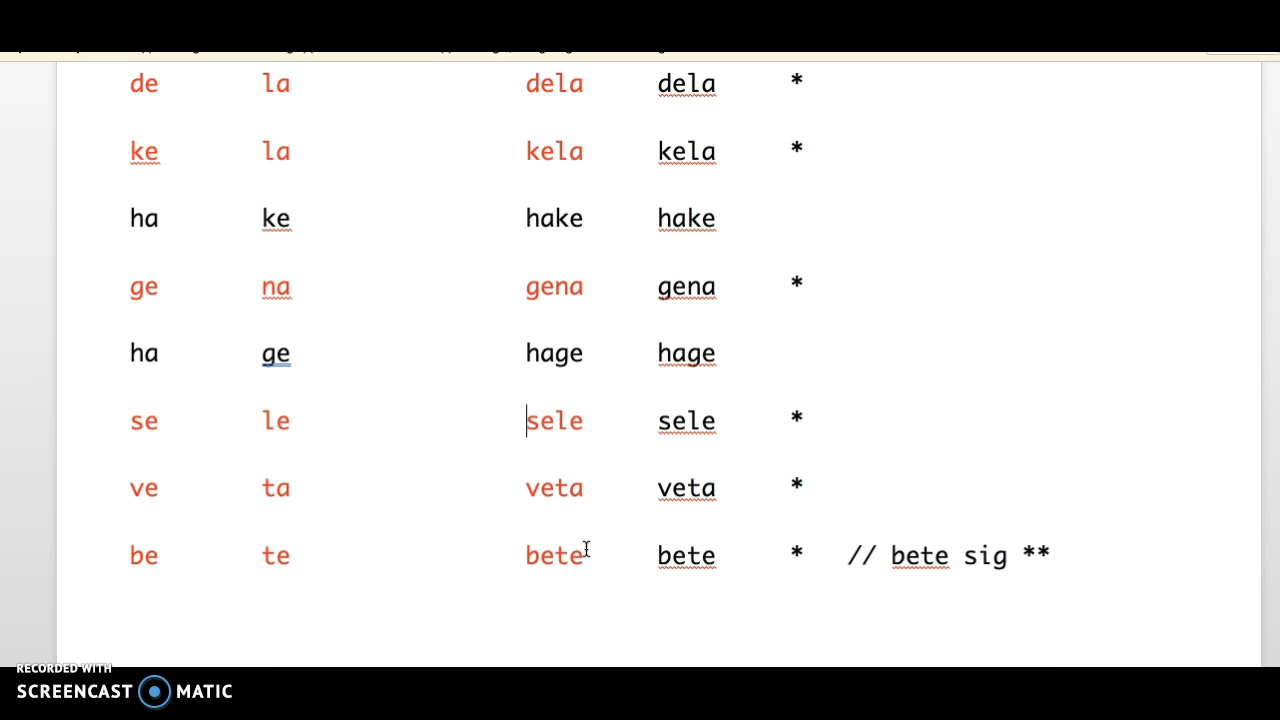 de la dela dela *
ke la kela kela *
ha ke hake hake
ge na gena gena *
ha ge hage hage
se le sele sele *
ve ta veta veta *
be te bete bete * // bete sig **
RECORDED WITH
SCREENCAST MATIC